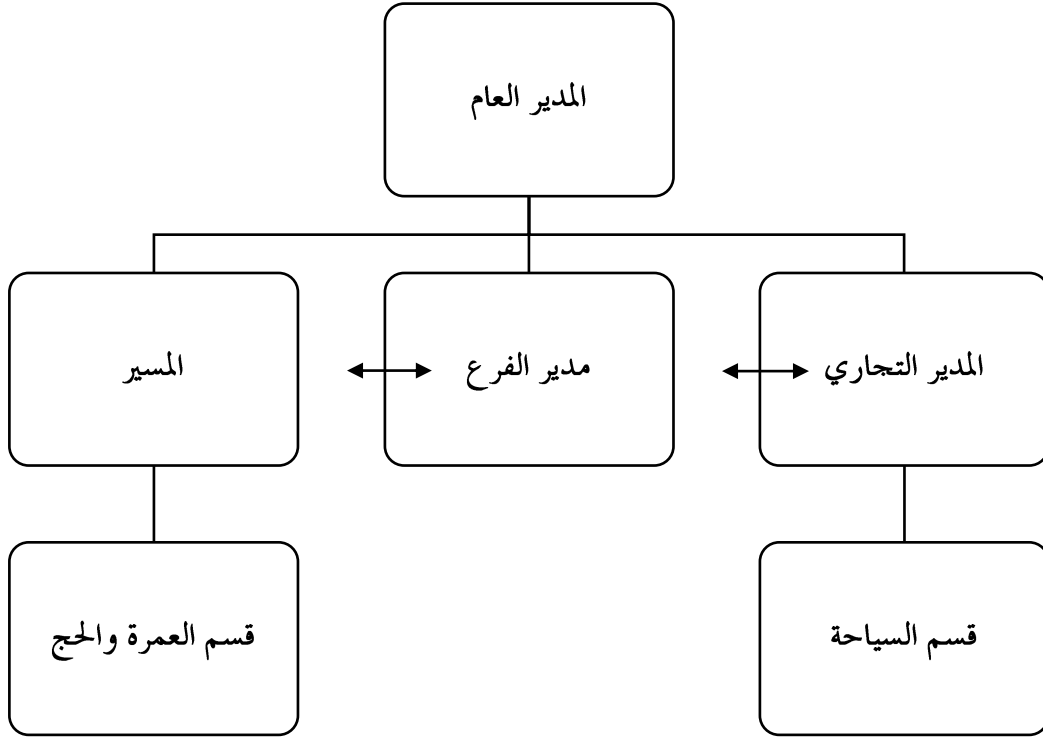 المدير العام
المدير التجاري
مدير الفرع
المسير
قسم السياحة
قسم العمرة والحج